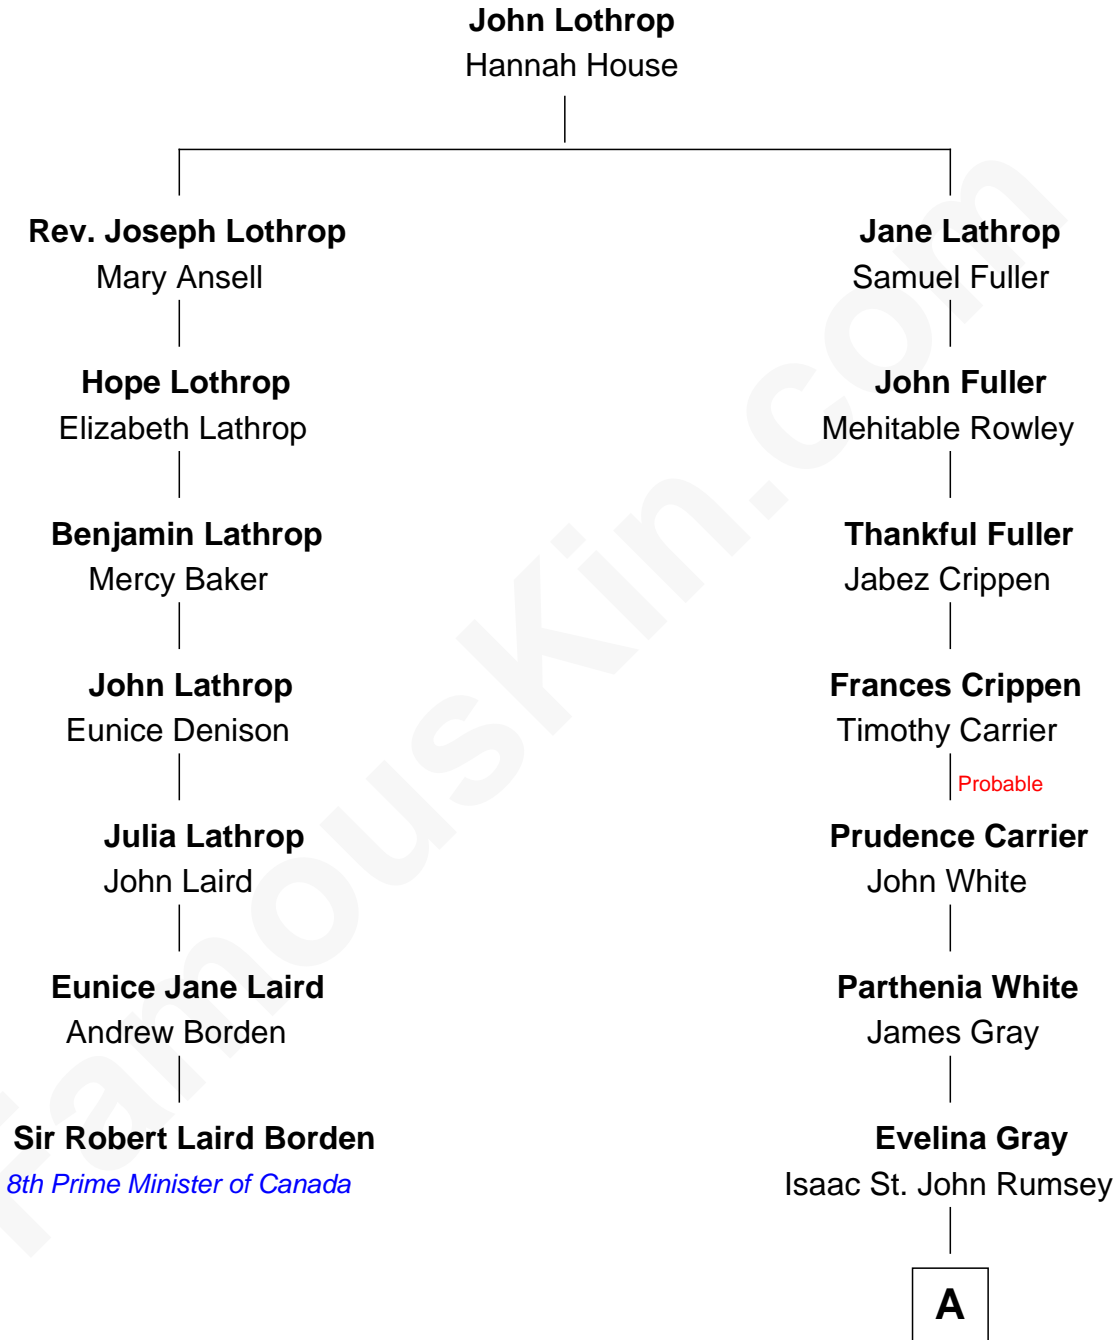 John Lothrop
Hannah House
Rev. Joseph Lothrop
Mary Ansell
Hope Lothrop
Elizabeth Lathrop
Benjamin Lathrop
Mercy Baker
John Lathrop
Eunice Denison
Julia Lathrop
John Laird
Eunice Jane Laird
Andrew Borden
Sir Robert Laird Borden
8th Prime Minister of Canada
Jane Lathrop
Samuel Fuller
John Fuller
Mehitable Rowley
Thankful Fuller
Jabez Crippen
Frances Crippen
Timothy Carrier
Probable
Prudence Carrier
John White
Parthenia White
James Gray
Evelina Gray
Isaac St. John Rumsey
A
FamousKin.com